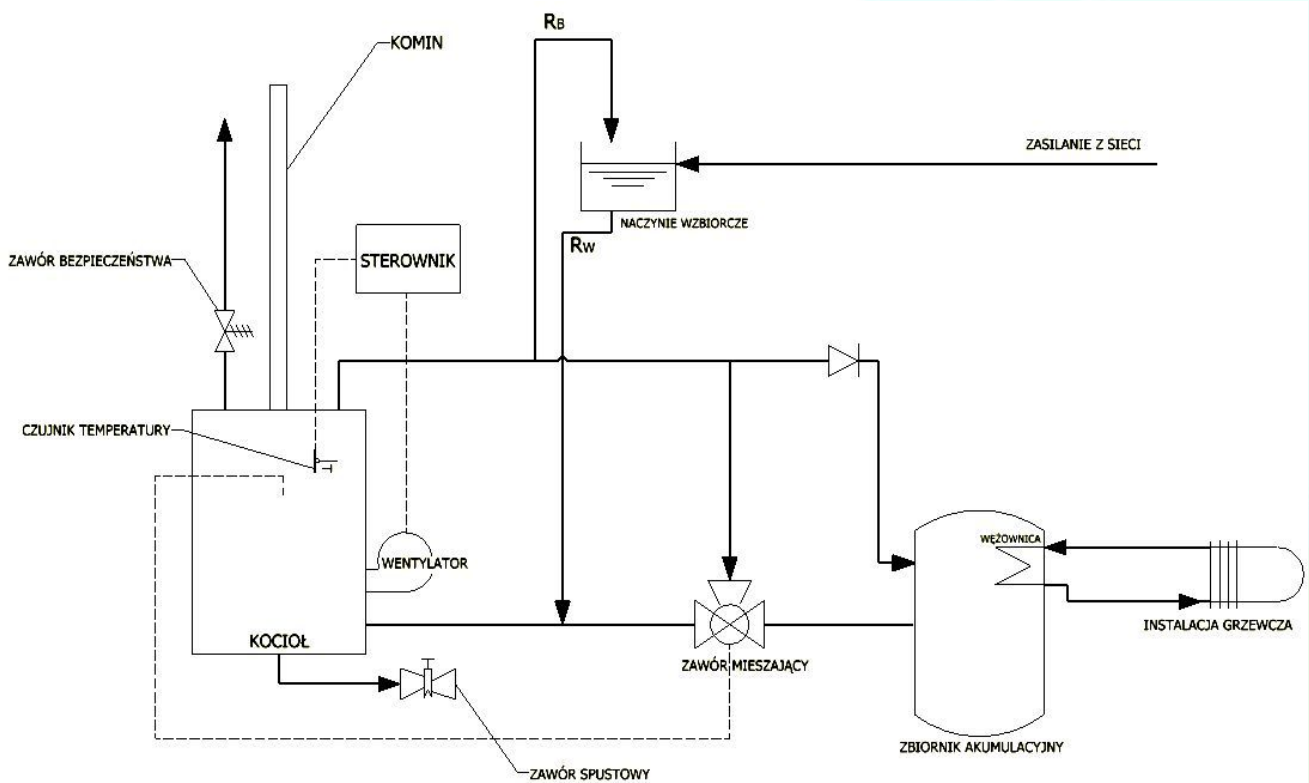 RB
KOMIN
ZASILANIE Z SIECI
NACZYNIE WZBIORCZE
RW
ZAWÓR BEZPIECZEŃSTWA
STEROWNIK
CZUJNIK TEMPERATURY
WĘŻOWNICA
WENTYLATOR
INSTALACJA GRZEWCZA
KOCIOŁ
ZAWÓR MIESZAJĄCY
ZBIORNIK AKUMULACYJNY
ZAWÓR SPUSTOWY